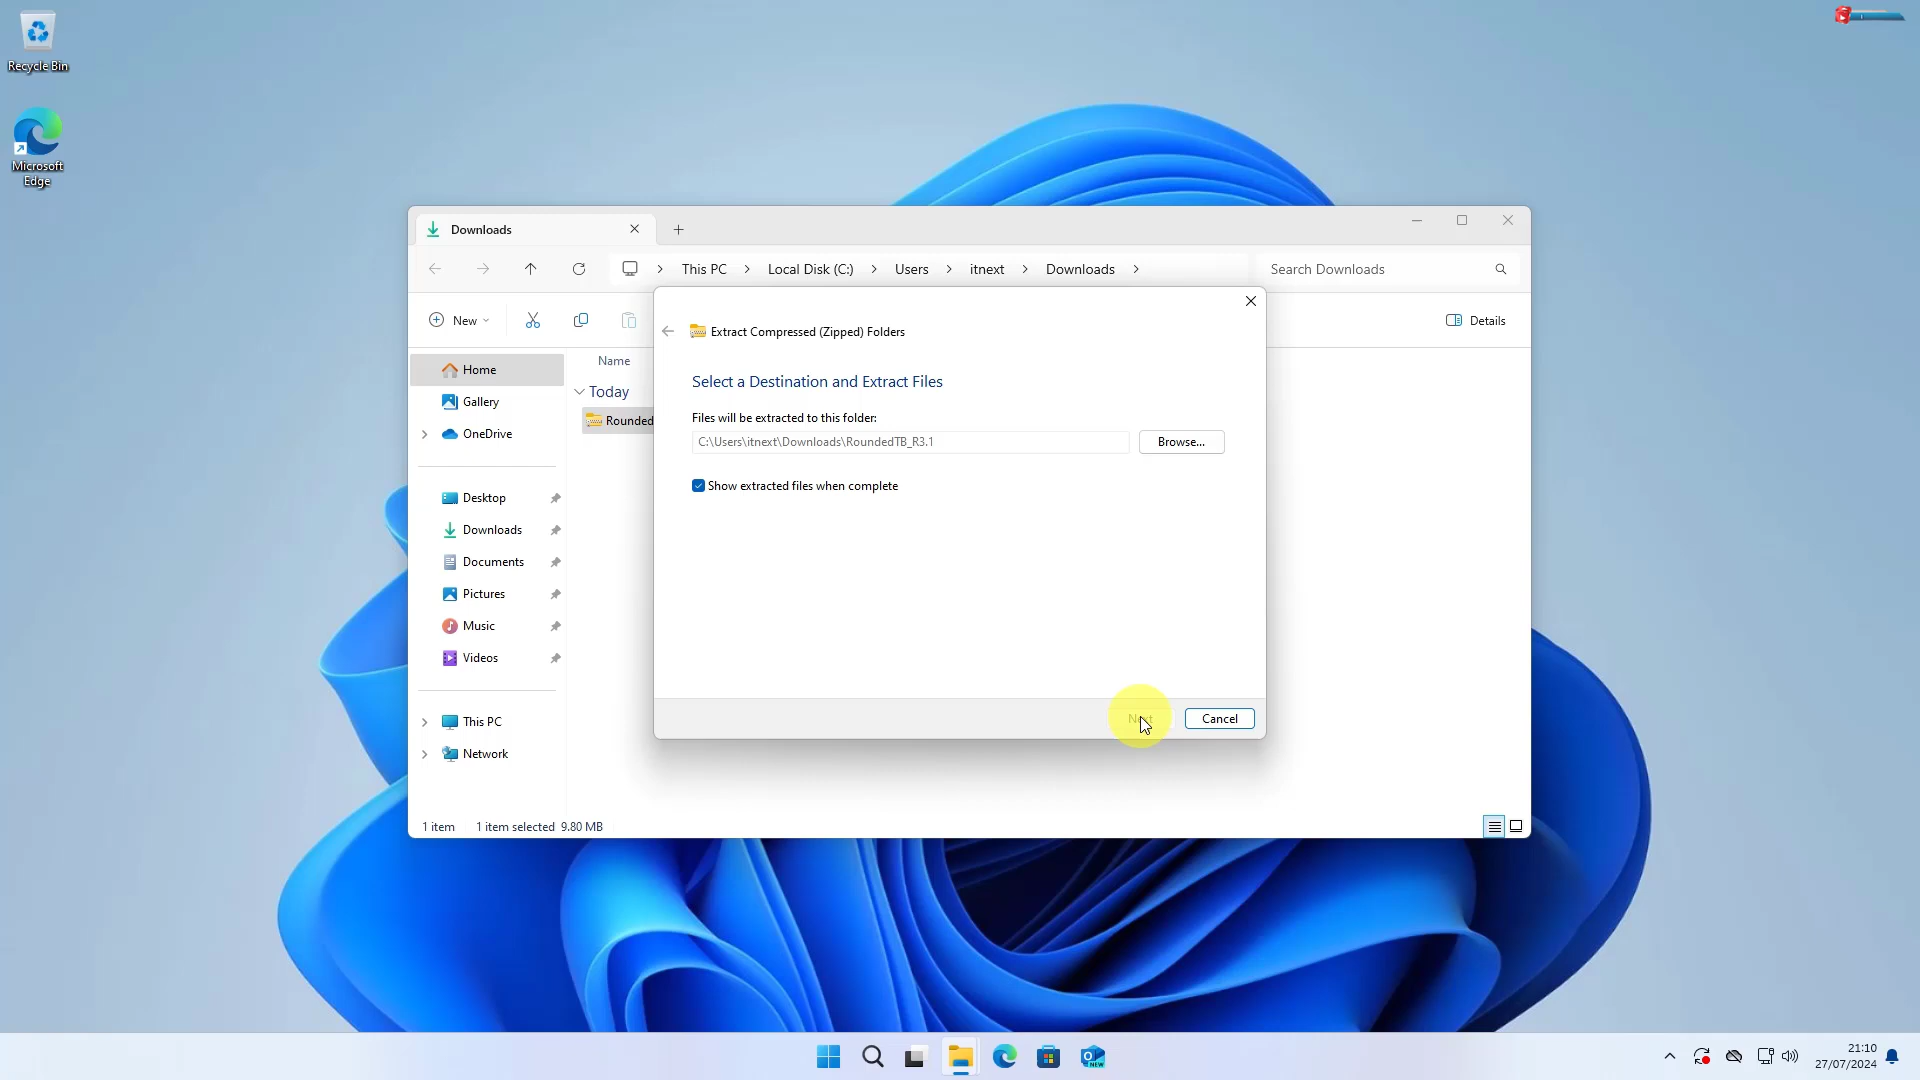 Recycle Bin
Microsoft
Edge
Downloads
This PC
Local Disk (C:)
Users
itnext
Downloads
Search Downloads
New
Details
Extract Compressed (Zipped) Folders
Select a Destination and Extract Files
Files will be extracted to this folder:
C:\Users\itnext\Downloads\RoundedTB_R3.1
Browse...
Show extracted files when complete
Next
Cancel
Home
Gallery
OneDrive
Desktop
Downloads
Documents
Pictures
Music
Videos
This PC
Network
Name
Today
Rounded
1 item 1 item selected 9.80 MB
NEW
21:10
27/07/2024